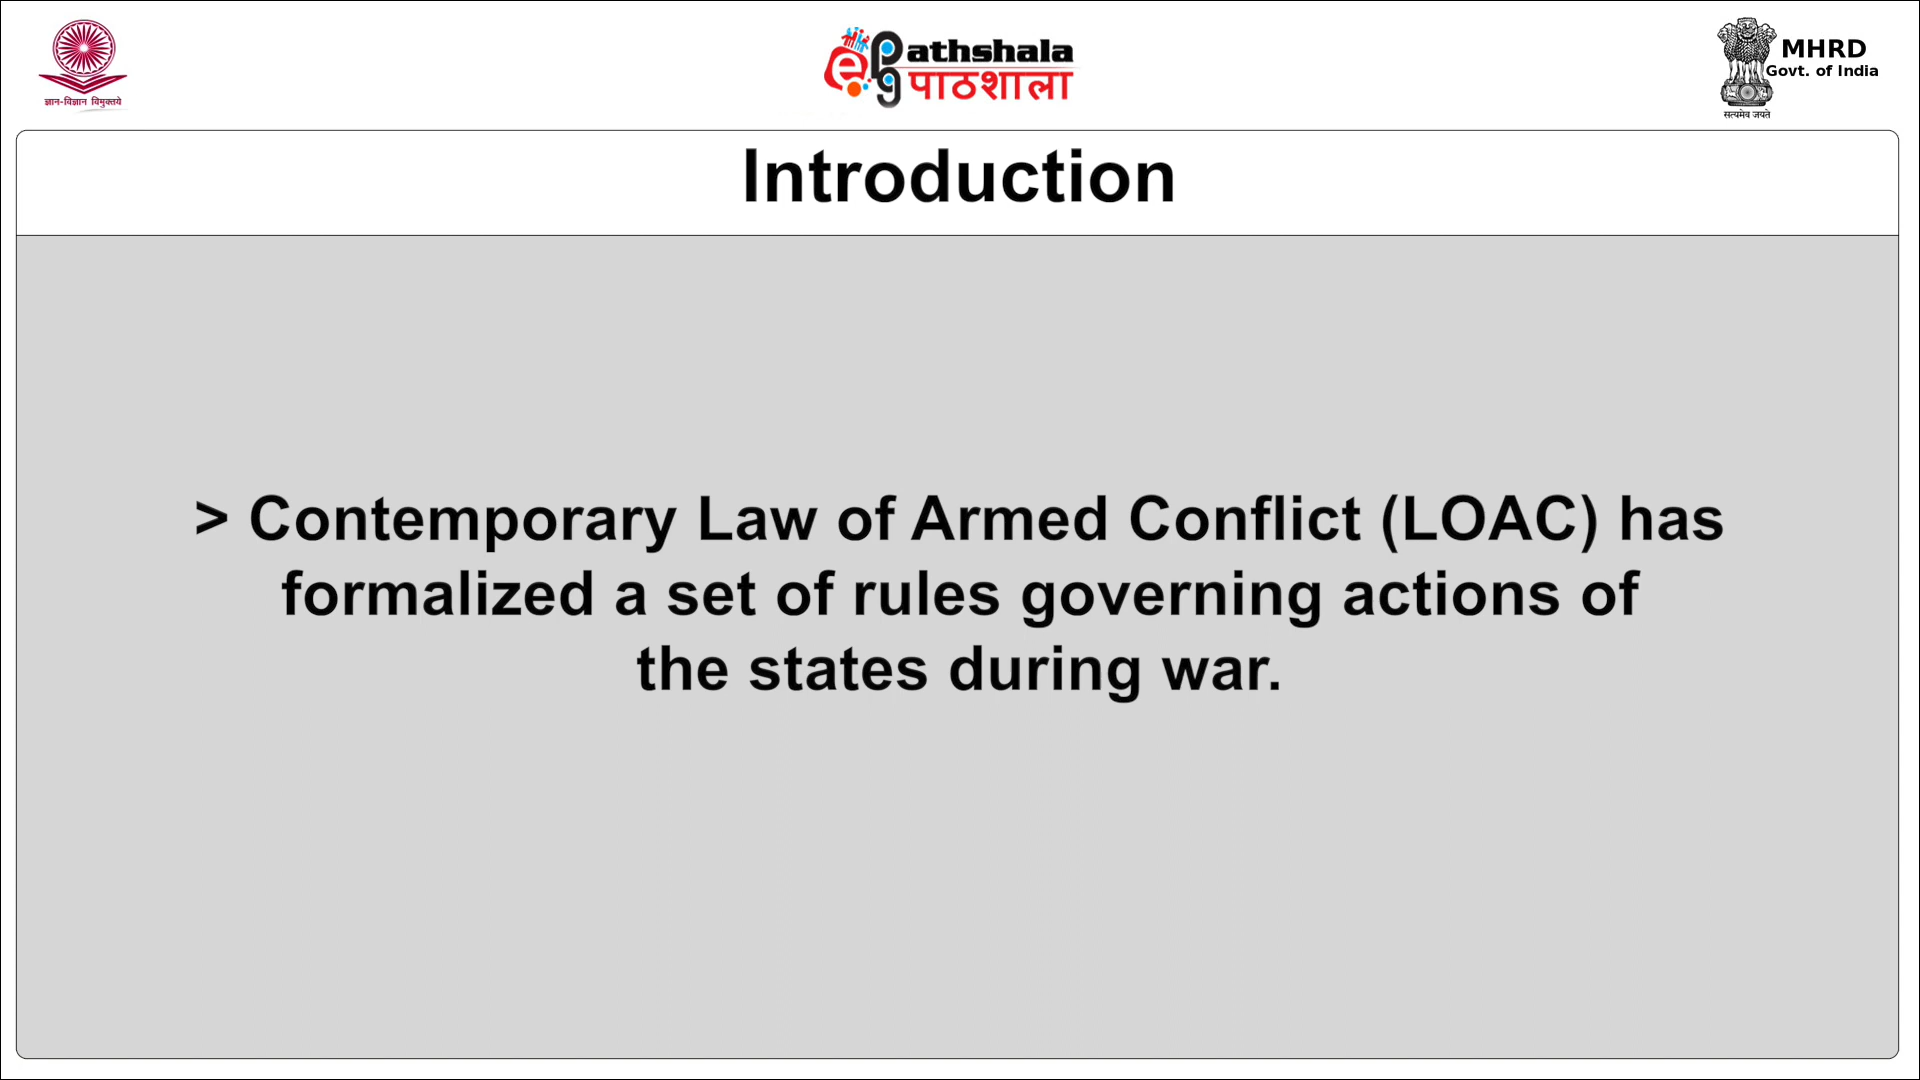 ज्ञान-विज्ञान विमुक्तये
e Pg athshala
पाठशाला
MHRD
Govt. of India
सत्यमेव जयते
Introduction
> Contemporary Law of Armed Conflict (LOAC) has
formalized a set of rules governing actions of
the states during war.